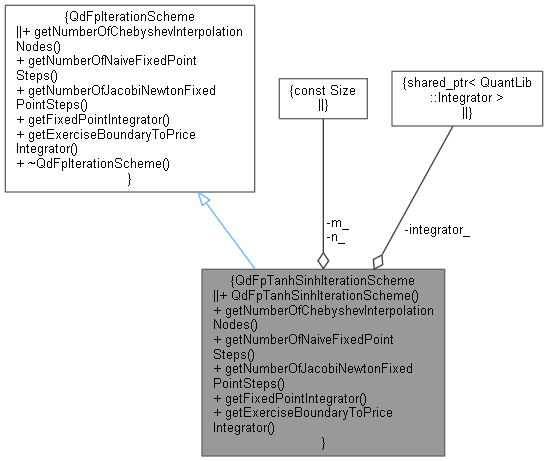 {QdFpIterationScheme
||+ getNumberOfChebyshevInterpolation
Nodes()
+ getNumberOfNaiveFixedPoint
Steps()
+ getNumberOfJacobiNewtonFixed
PointSteps()
+ getFixedPointIntegrator()
+ getExerciseBoundaryToPrice
Integrator()
+ ~QdFpIterationScheme()
}
{const Size
||}
{shared_ptr< QuantLib
::Integrator >
||}
-m_
-n_
-integrator_
{QdFpTanhSinhIterationScheme
||+ QdFpTanhSinhIterationScheme()
+ getNumberOfChebyshevInterpolation
Nodes()
+ getNumberOfNaiveFixedPoint
Steps()
+ getNumberOfJacobiNewtonFixed
PointSteps()
+ getFixedPointIntegrator()
+ getExerciseBoundaryToPrice
Integrator()
}